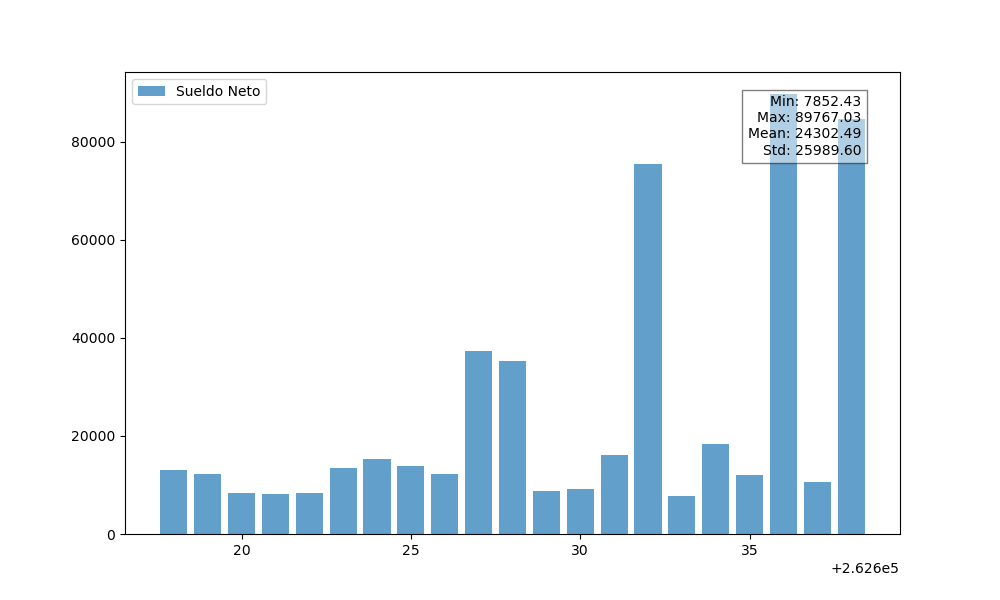 Sueldo Neto
Min: 7852.43
Max: 89767.03
Mean: 24302.49
Std: 25989.60
80000
60000
40000
20000
0
20 25 30 35
+2.626e5